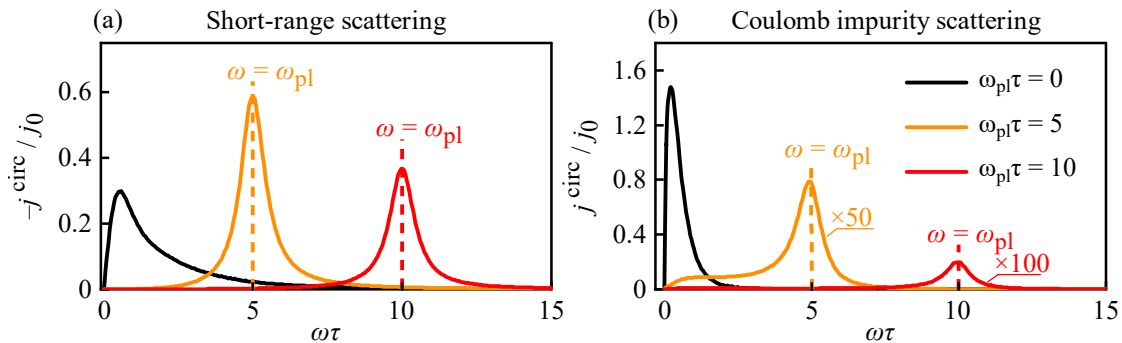 (a) Short-range scattering
−j circ / j0
0.6
0.4
0.2
0
ω = ωpl
ω = ωpl
0 5 10 15
ωτ
(b) Coulomb impurity scattering
j circ / j0
1.6
1.2
0.8
0.4
0
ωplτ = 0
ωplτ = 5
ωplτ = 10
ω = ωpl
×50
ω = ωpl
×100
0 5 10 15
ωτ